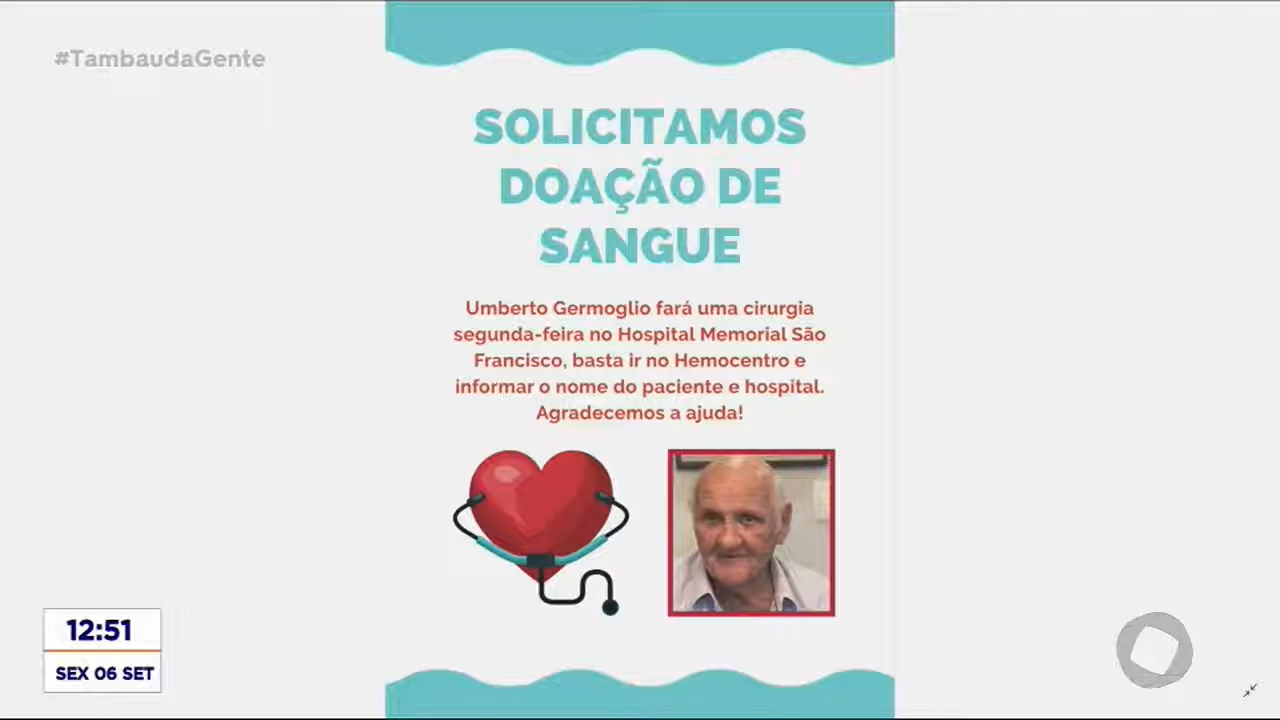 #TambaudaGente
SOLICITAMOS
DOAÇÃO DE
SANGUE
Umberto Germoglio fará uma cirurgia
segunda-feira no Hospital Memorial São
Francisco, basta ir no Hemocentro e
informar o nome do paciente e hospital.
Agradecemos a ajuda!
12:51
SEX 06 SET